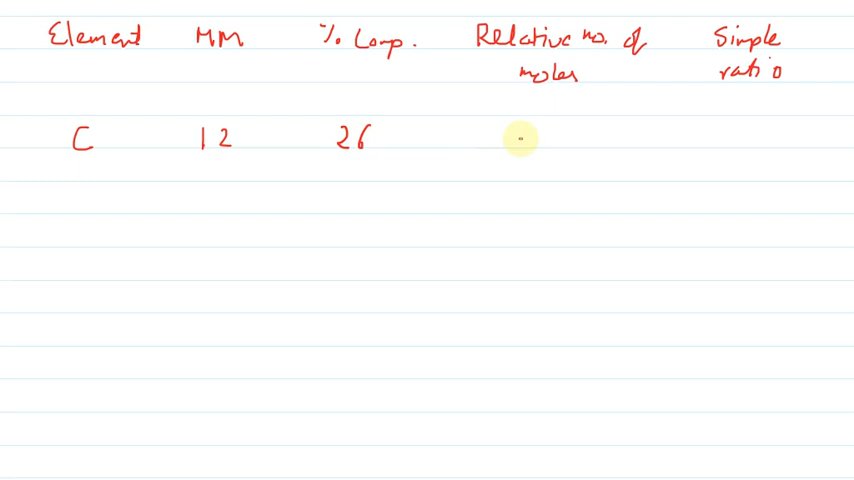 Element MM % Comp. Relative no. of Simple
moles ratio
C 12 26